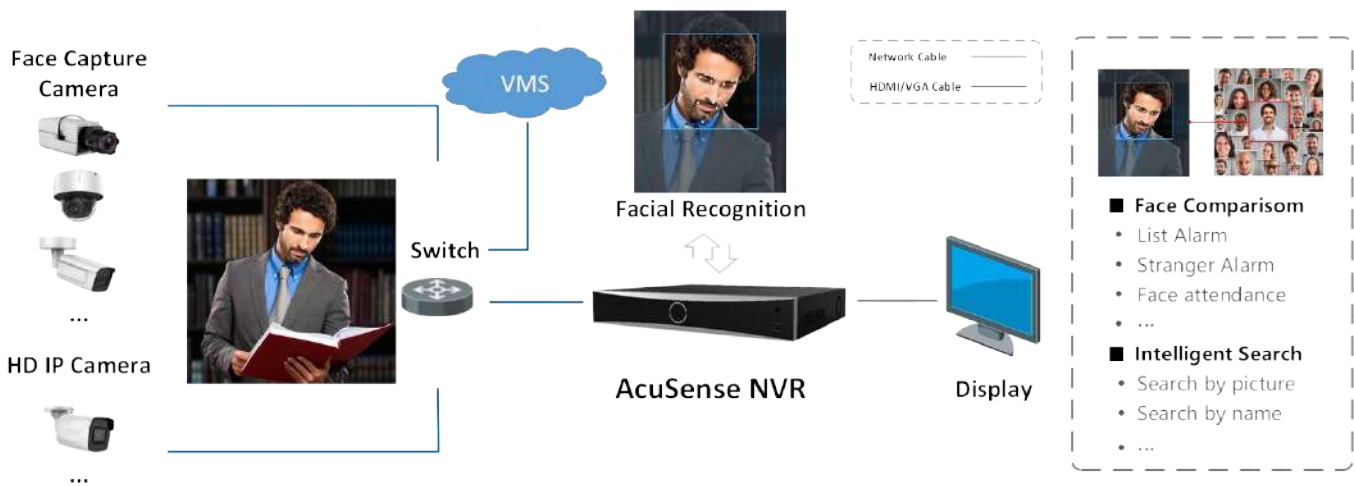 Face Capture
Camera
...
HD IP Camera
...
VMS
Switch
Facial Recognition
AcuSense NVR
Display
Network Cable
HDMI/VGA Cable
■ Face Comparisom
• List Alarm
• Stranger Alarm
• Face attendance
• ...
■ Intelligent Search
• Search by picture
• Search by name
• ...